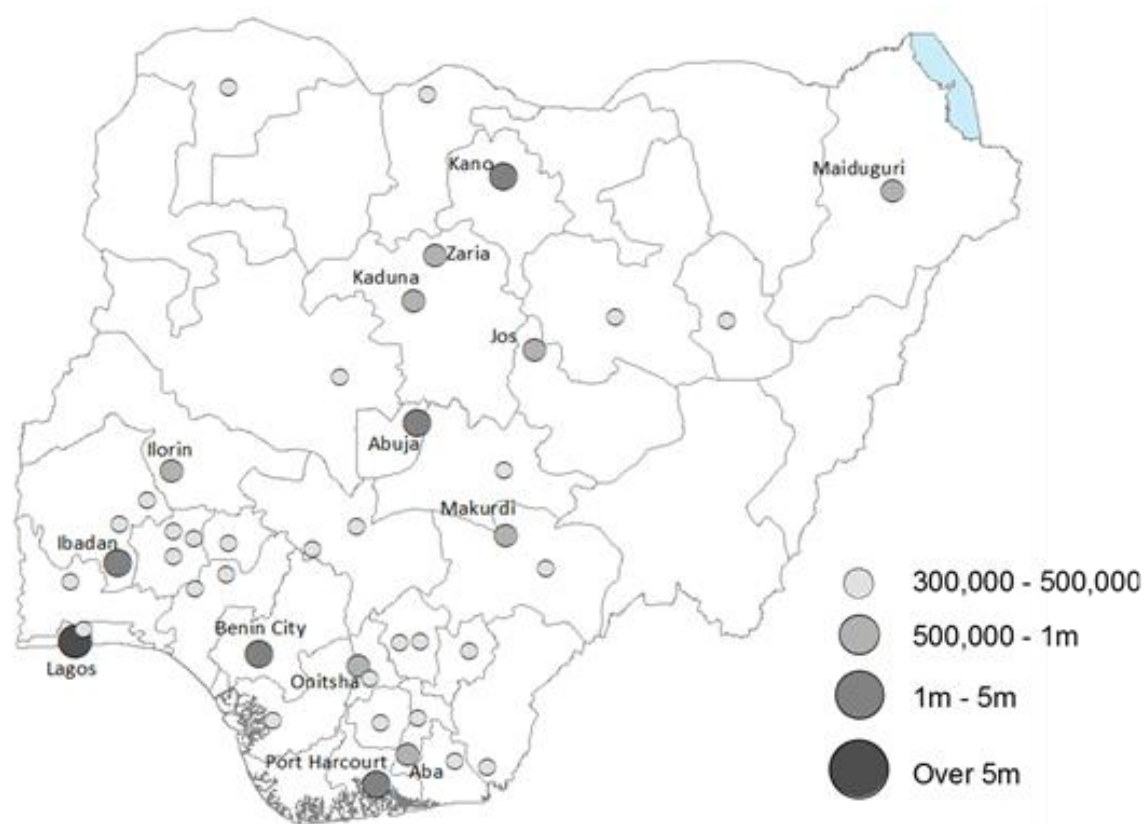 Kano
Maiduguri
Zaria
Kaduna
Jos
Abuja
Ilorin
Makurdi
Ibadan
Benin City
Lagos
Onitsha
Port Harcourt
Aba
300,000 - 500,000
500,000 - 1m
1m - 5m
Over 5m